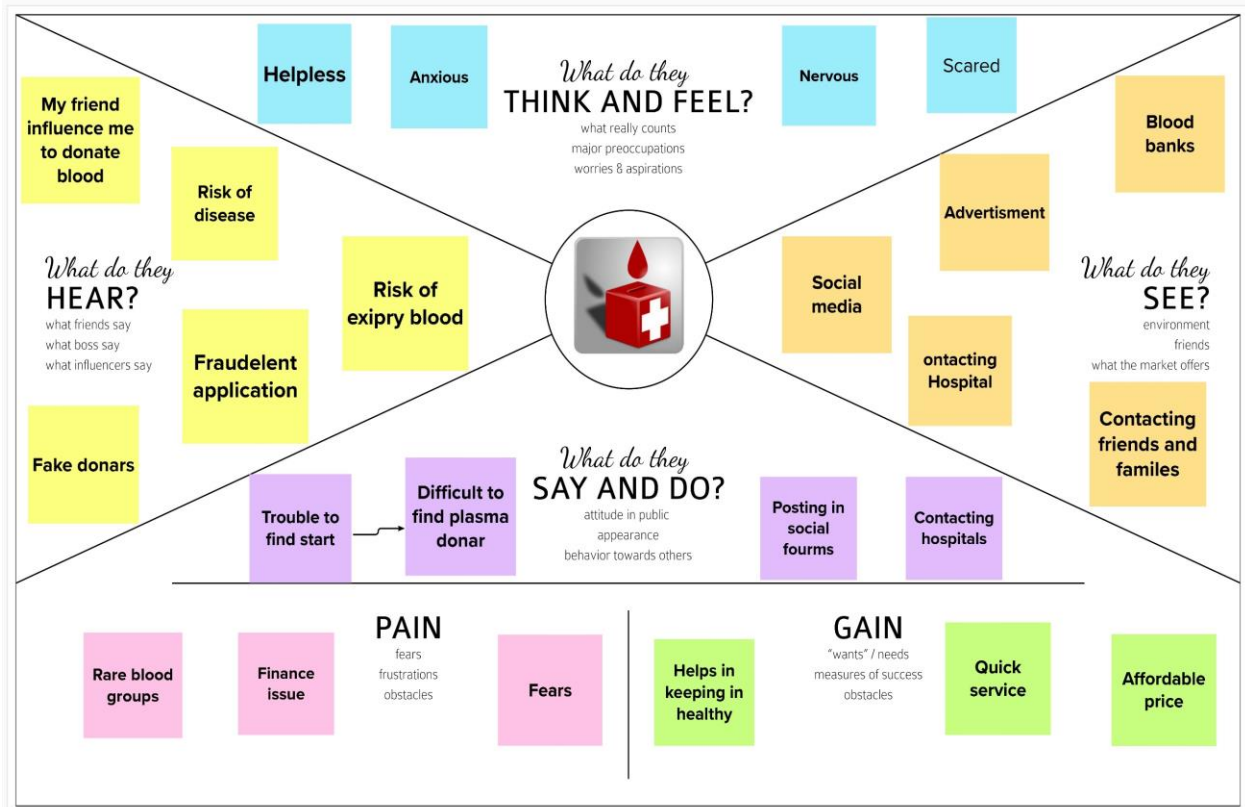 What do they
THINK AND FEEL?
what really counts
major preoccupations
worries & aspirations
Helpless
Anxious
Nervous
Scared
What do they
HEAR?
what friends say
what boss say
what influencers say
My friend
influence me
to donate
blood
Risk of
disease
Risk of
exipry blood
Fraudelent
application
Fake donars
What do they
SEE?
environment
friends
what the market offers
Blood
banks
Advertisment
Social
media
ontacting
Hospital
Contacting
friends and
familes
What do they
SAY AND DO?
attitude in public
appearance
behavior towards others
Trouble to
find start
Difficult to
find plasma
donar
Posting in
social
fourms
Contacting
hospitals
PAIN
fears
frustrations
obstacles
Rare blood
groups
Finance
issue
Fears
GAIN
"wants" / needs
measures of success
obstacles
Helps in
keeping in
healthy
Quick
service
Affordable
price